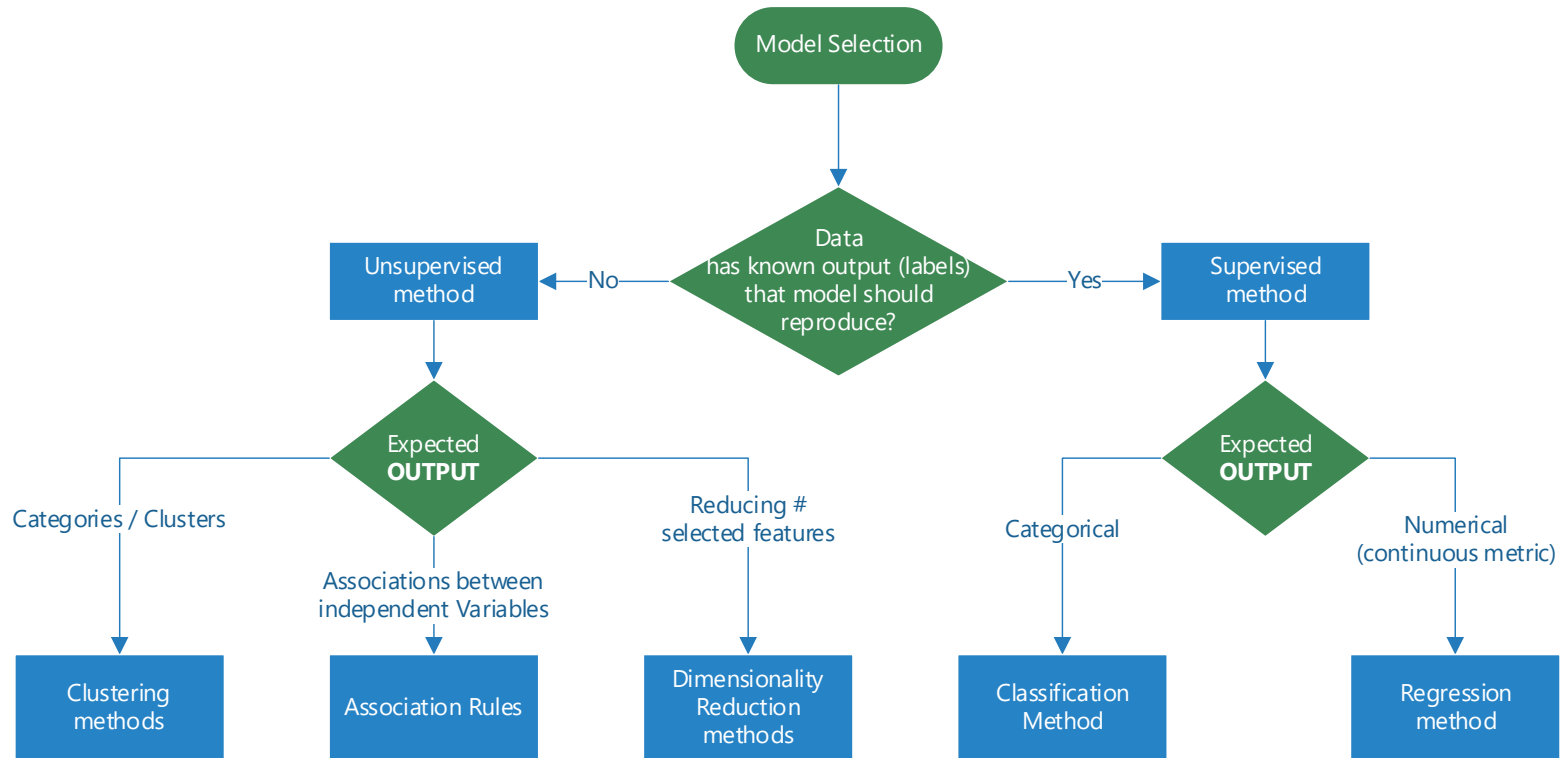 Model Selection
Data
has known output (labels)
that model should
reproduce?
Unsupervised
method
No
Yes
Supervised
method
Expected
OUTPUT
Expected
OUTPUT
Categories / Clusters
Associations between
independent Variables
Reducing #
selected features
Categorical
Numerical
(continuous metric)
Clustering
methods
Association Rules
Dimensionality
Reduction
methods
Classification
Method
Regression
method